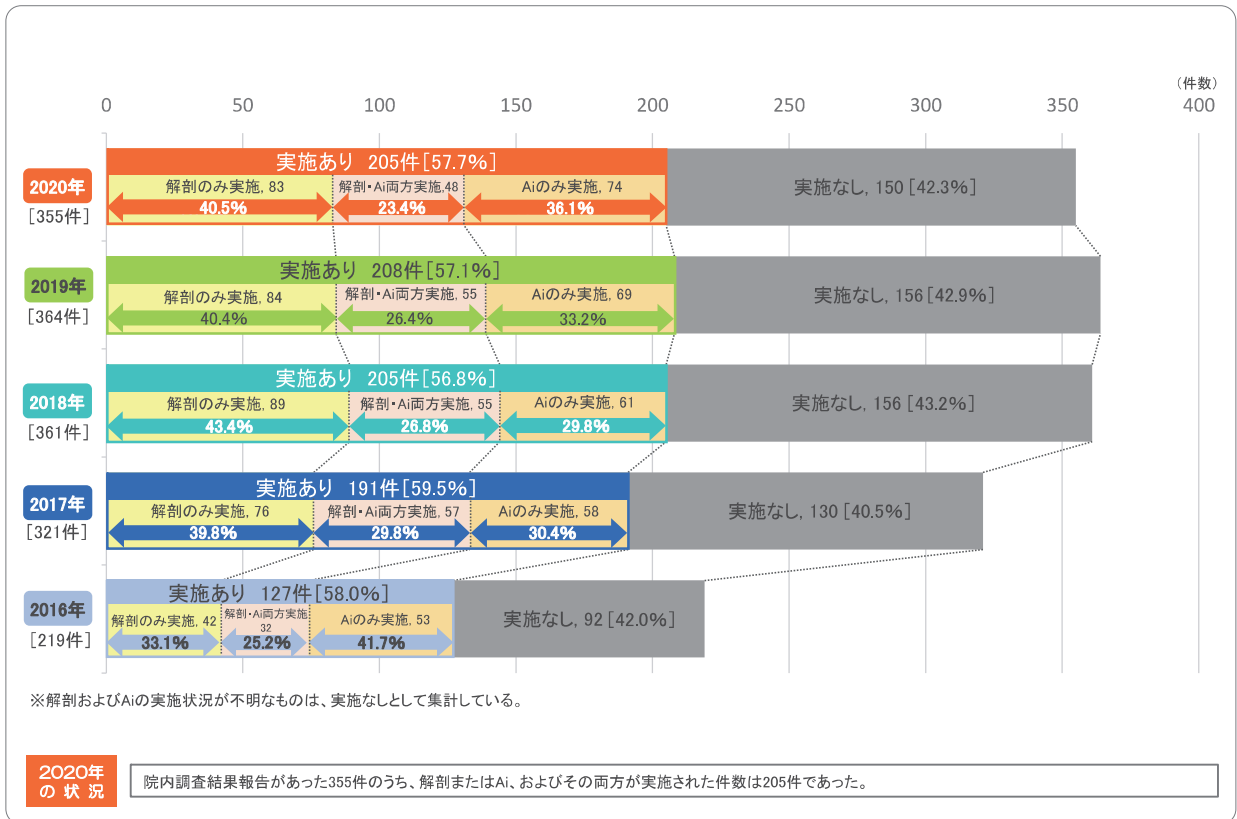 （件数）
0 50 100 150 200 250 300 350 400
実施あり 205件［57.7%］
2020年
［355件］
解剖のみ実施, 83
解剖・Ai両方実施,48
Aiのみ実施, 74
40.5%
23.4%
36.1%
実施なし, 150［42.3%］
実施あり 208件［57.1%］
2019年
［364件］
解剖のみ実施, 84
解剖・Ai両方実施, 55
Aiのみ実施, 69
40.4%
26.4%
33.2%
実施なし, 156［42.9%］
実施あり 205件［56.8%］
2018年
［361件］
解剖のみ実施, 89
解剖・Ai両方実施, 55
Aiのみ実施, 61
43.4%
26.8%
29.8%
実施なし, 156［43.2%］
実施あり 191件［59.5%］
2017年
［321件］
解剖のみ実施, 76
解剖・Ai両方実施, 57
Aiのみ実施, 58
39.8%
29.8%
30.4%
実施なし, 130［40.5%］
実施あり 127件［58.0%］
2016年
［219件］
解剖のみ実施, 42
解剖・Ai両方実施
32
Aiのみ実施, 53
33.1%
25.2%
41.7%
実施なし, 92［42.0%］
※解剖およびAiの実施状況が不明なものは、実施なしとして集計している。
2020年
の 状 況
院内調査結果報告があった355件のうち、解剖またはAi、およびその両方が実施された件数は205件であった。